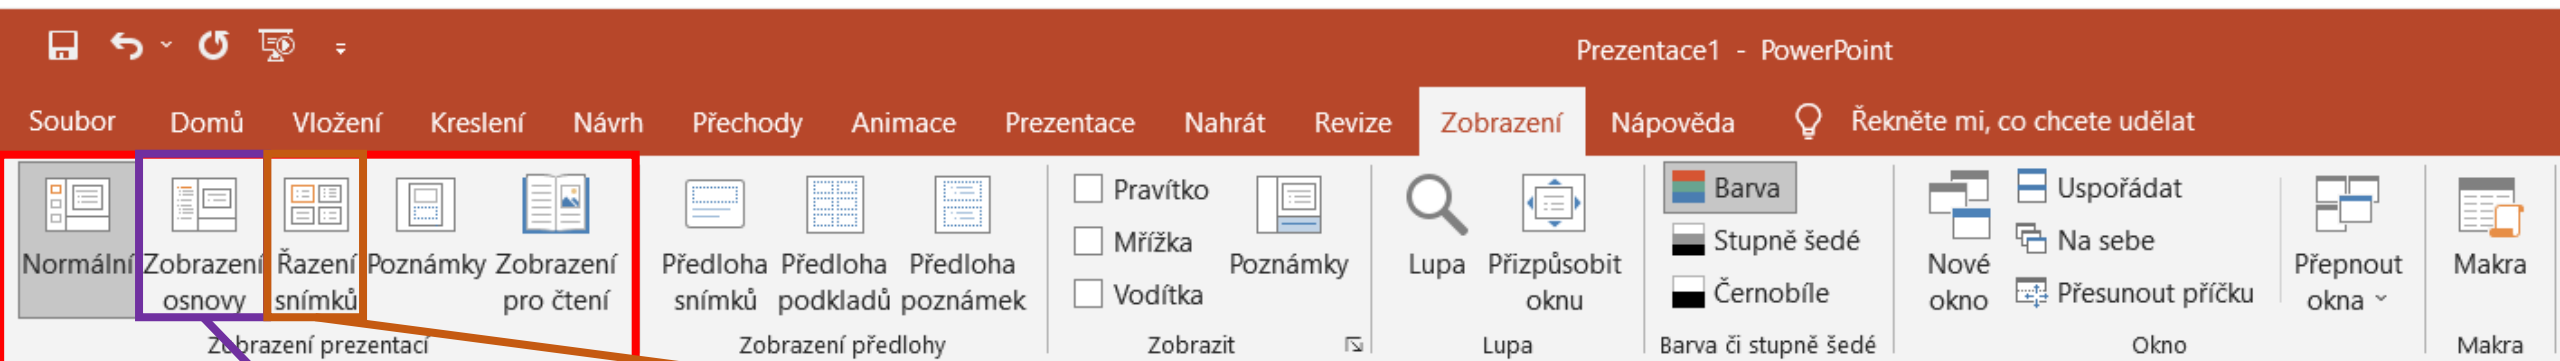 Prezentace1 - PowerPoint
Soubor Domů Vložení Kreslení Návrh Přechody Animace Prezentace Nahrát Revize Zobrazení Nápověda Řekněte mi, co chcete udělat
Normální
Zobrazení
osnovy
Řazení
snímků
Poznámky
Zobrazení
pro čtení
Zobrazení prezentací
Předloha
snímků
Předloha
podkladů
Předloha
poznámek
Zobrazení předlohy
Pravítko
Mřížka
Vodítka
Poznámky
Zobrazit
Lupa
Přizpůsobit
oknu
Lupa
Barva
Stupně šedé
Černobíle
Barva či stupně šedé
Nové
okno
Uspořádat
Na sebe
Přesunout příčku
Přepnout
okna
Okno
Makra
Makra